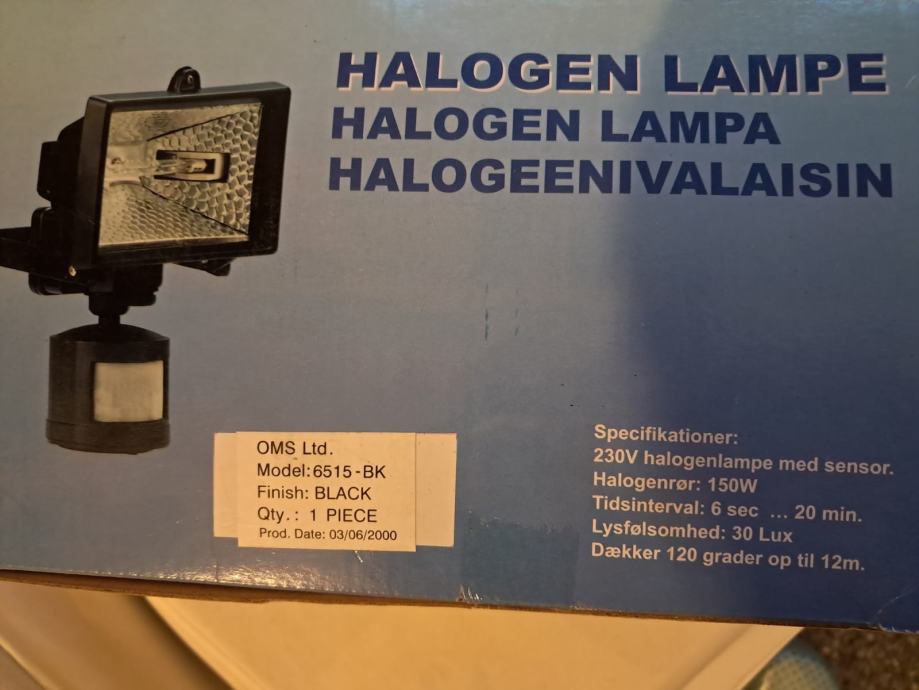 HALOGEN LAMPE
HALOGEN LAMPA
HALOGEENIVALAISIN
OMS Ltd.
Model:6515-BK
Finish: BLACK
Qty.: 1 PIECE
Prod. Date: 03/06/2000
Specifikationer:
230V halogenlampe med sensor.
Halogenrør: 150W
Tidsinterval: 6 sec ... 20 min.
Lysfølsomhed: 30 Lux
Dækker 120 grader op til 12m.